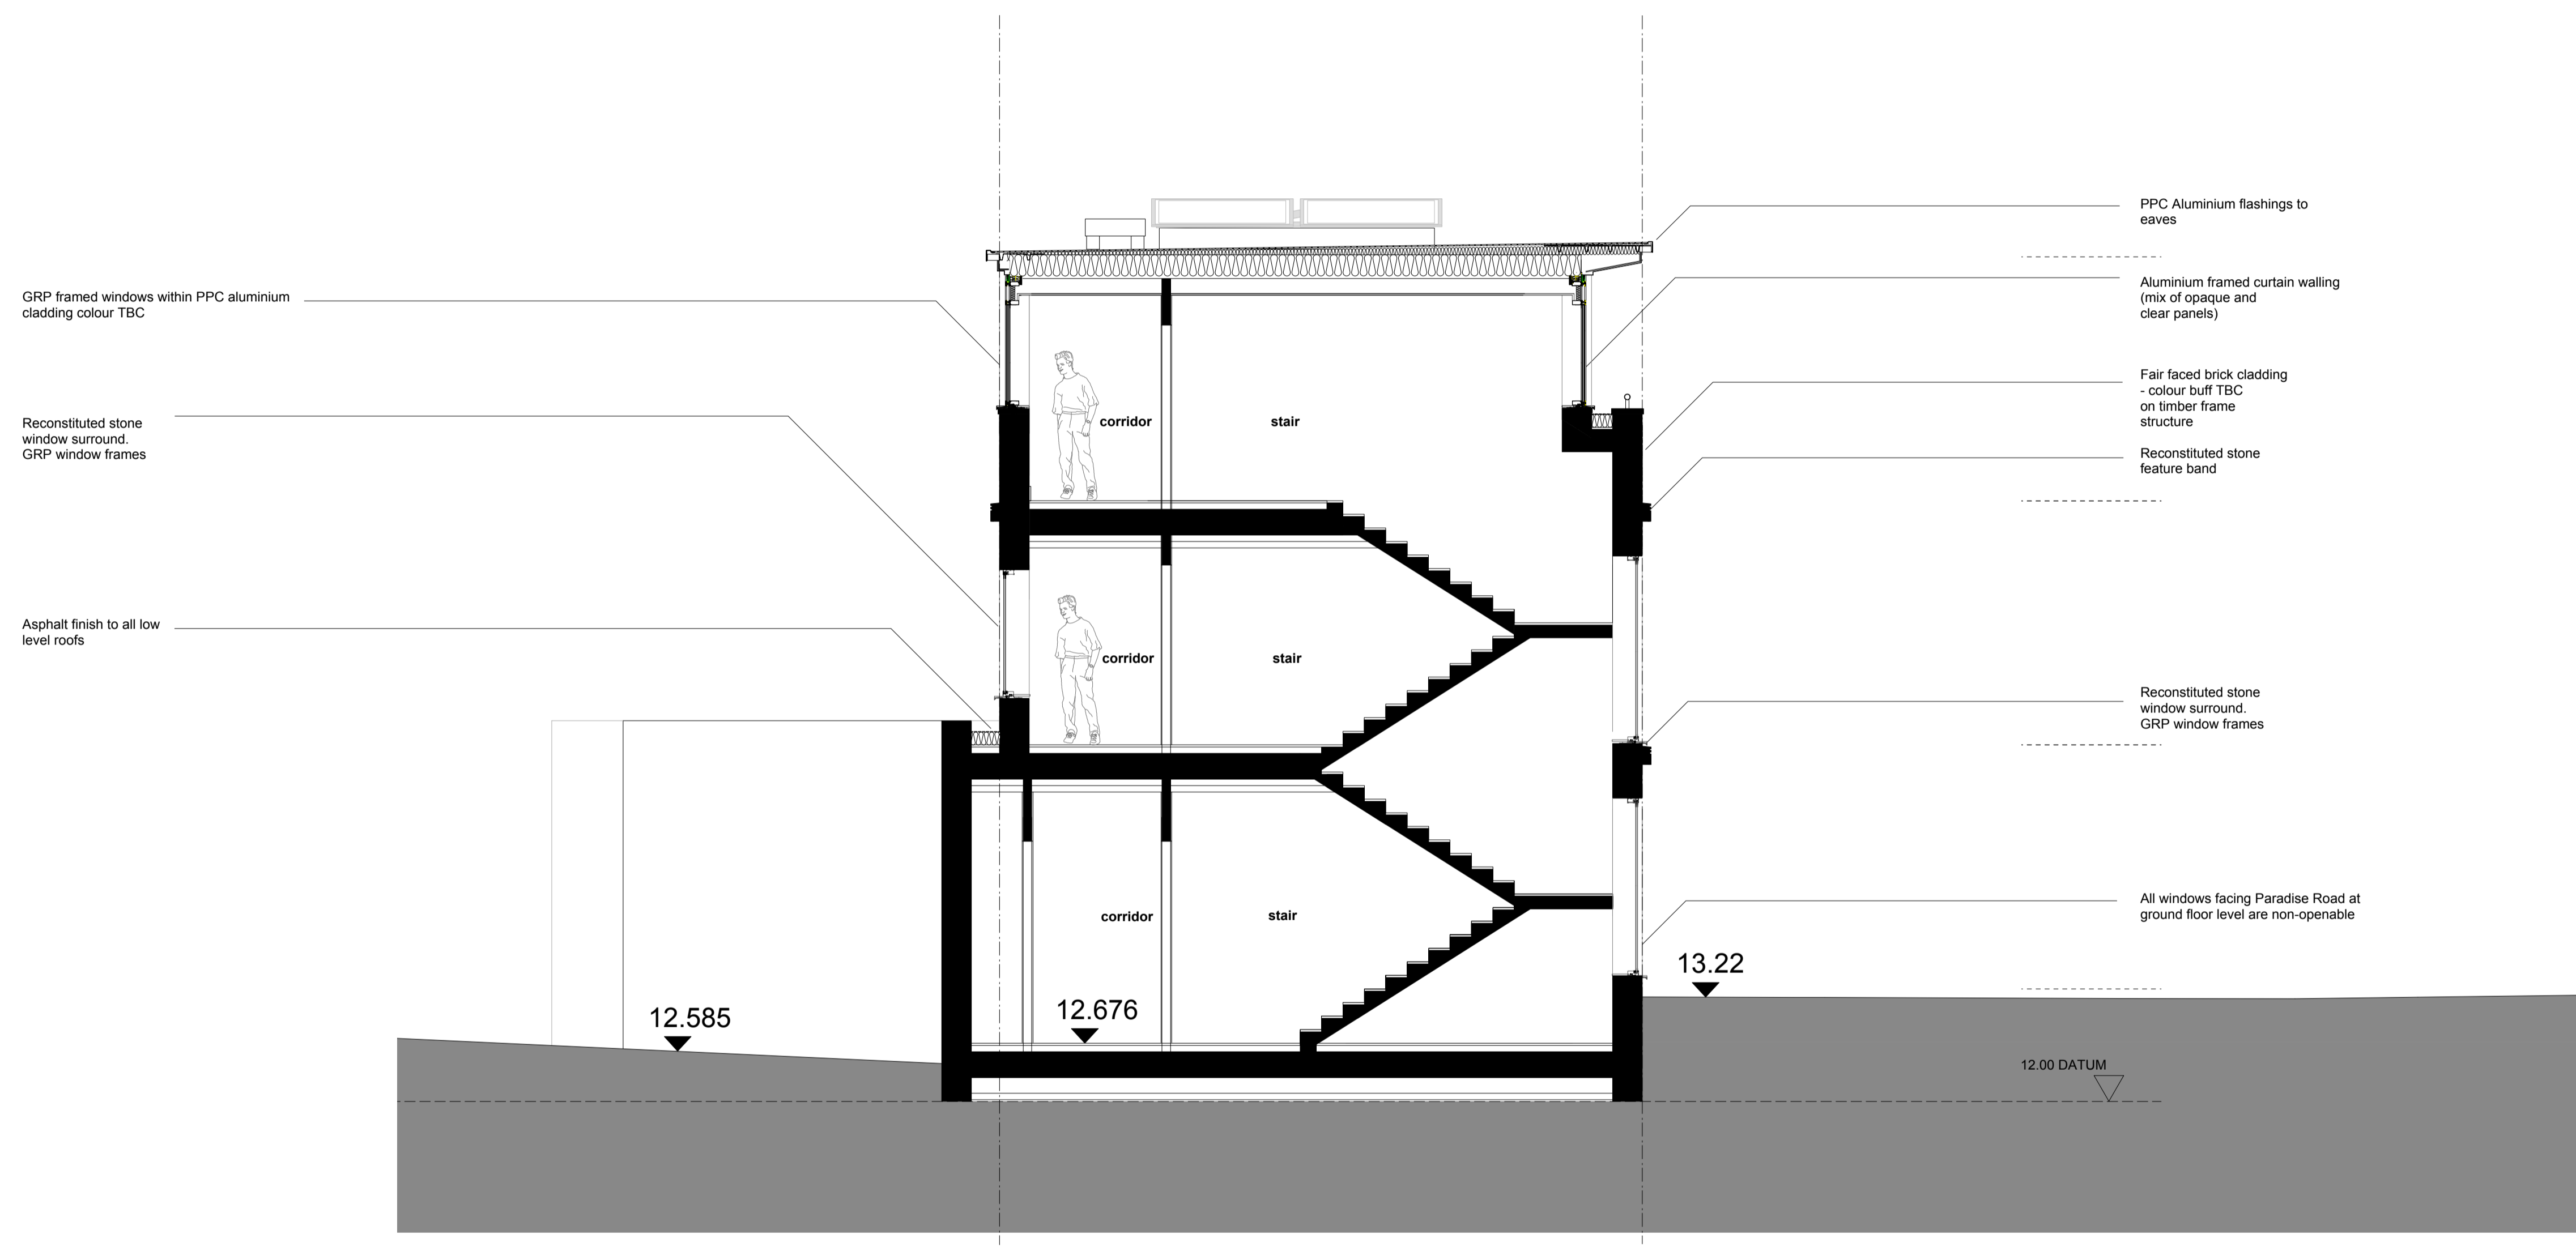 GRP framed windows within PPC aluminium
cladding colour TBC
Reconstituted stone
window surround.
GRP window frames
Asphalt finish to all low
level roofs
corridor
stair
corridor
stair
corridor
stair
12.585
12.676
13.22
12.00 DATUM
PPC Aluminium flashings to
eaves
Aluminium framed curtain walling
(mix of opaque and
clear panels)
Fair faced brick cladding
- colour buff TBC
on timber frame
structure
Reconstituted stone
feature band
Reconstituted stone
window surround.
GRP window frames
All windows facing Paradise Road at
ground floor level are non-openable